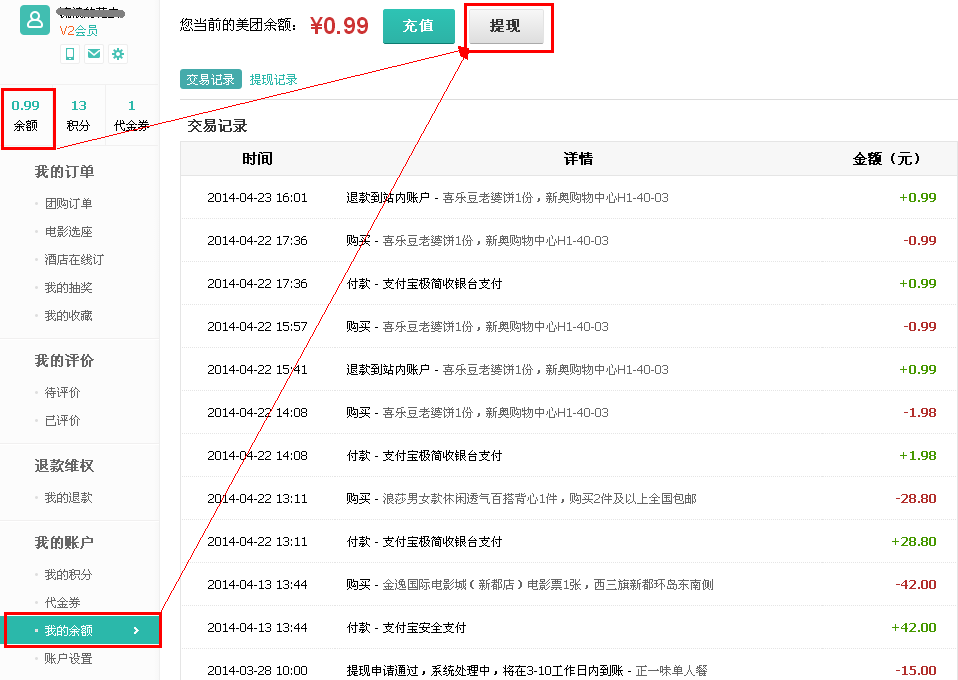 V2会员
0.99
余额
13
积分
1
代金券
我的订单
团购订单
电影选座
酒店在线订
我的抽奖
我的收藏
我的评价
待评价
已评价
退款维权
我的退款
我的账户
我的积分
代金券
我的余额
账户设置
您当前的美团余额： ¥0.99 充值 提现
交易记录 提现记录
交易记录
时间 详情 金额（元）
2014-04-23 16:01 退款到站内账户 - 喜乐豆老婆饼1份，新奥购物中心H1-40-03 +0.99
2014-04-22 17:36 购买 - 喜乐豆老婆饼1份，新奥购物中心H1-40-03 -0.99
2014-04-22 17:36 付款 - 支付宝极简收银台支付 +0.99
2014-04-22 15:57 购买 - 喜乐豆老婆饼1份，新奥购物中心H1-40-03 -0.99
2014-04-22 15:41 退款到站内账户 - 喜乐豆老婆饼1份，新奥购物中心H1-40-03 +0.99
2014-04-22 14:08 购买 - 喜乐豆老婆饼1份，新奥购物中心H1-40-03 -1.98
2014-04-22 14:08 付款 - 支付宝极简收银台支付 +1.98
2014-04-22 13:11 购买 - 浪莎男女款休闲透气百搭背心1件，购买2件及以上全国包邮 -28.80
2014-04-22 13:11 付款 - 支付宝极简收银台支付 +28.80
2014-04-13 13:44 购买 - 金逸国际电影城（新都店）电影票1张，西三旗新都环岛东南侧 -42.00
2014-04-13 13:44 付款 - 支付宝安全支付 +42.00
2014-03-28 10:00 提现申请通过，系统处理中，将在3-10工作日内到账 - 正一味单人餐 -15.00